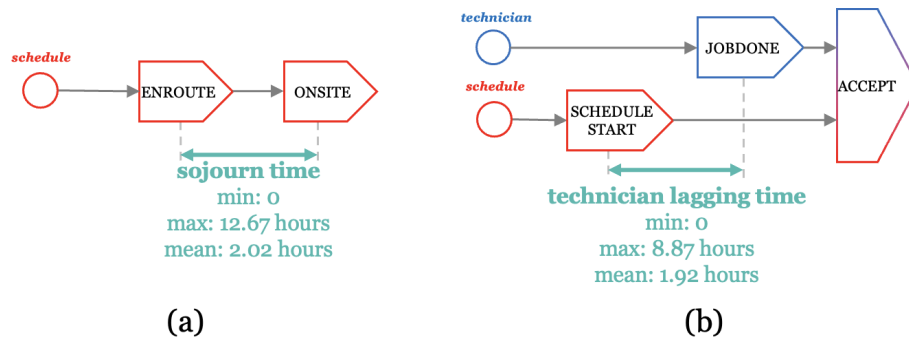 schedule
ENROUTE
ONSITE
sojourn time
min: 0
max: 12.67 hours
mean: 2.02 hours
(a)
technician
JOBDONE
ACCEPT
schedule
SCHEDULE
START
technician lagging time
min: 0
max: 8.87 hours
mean: 1.92 hours
(b)